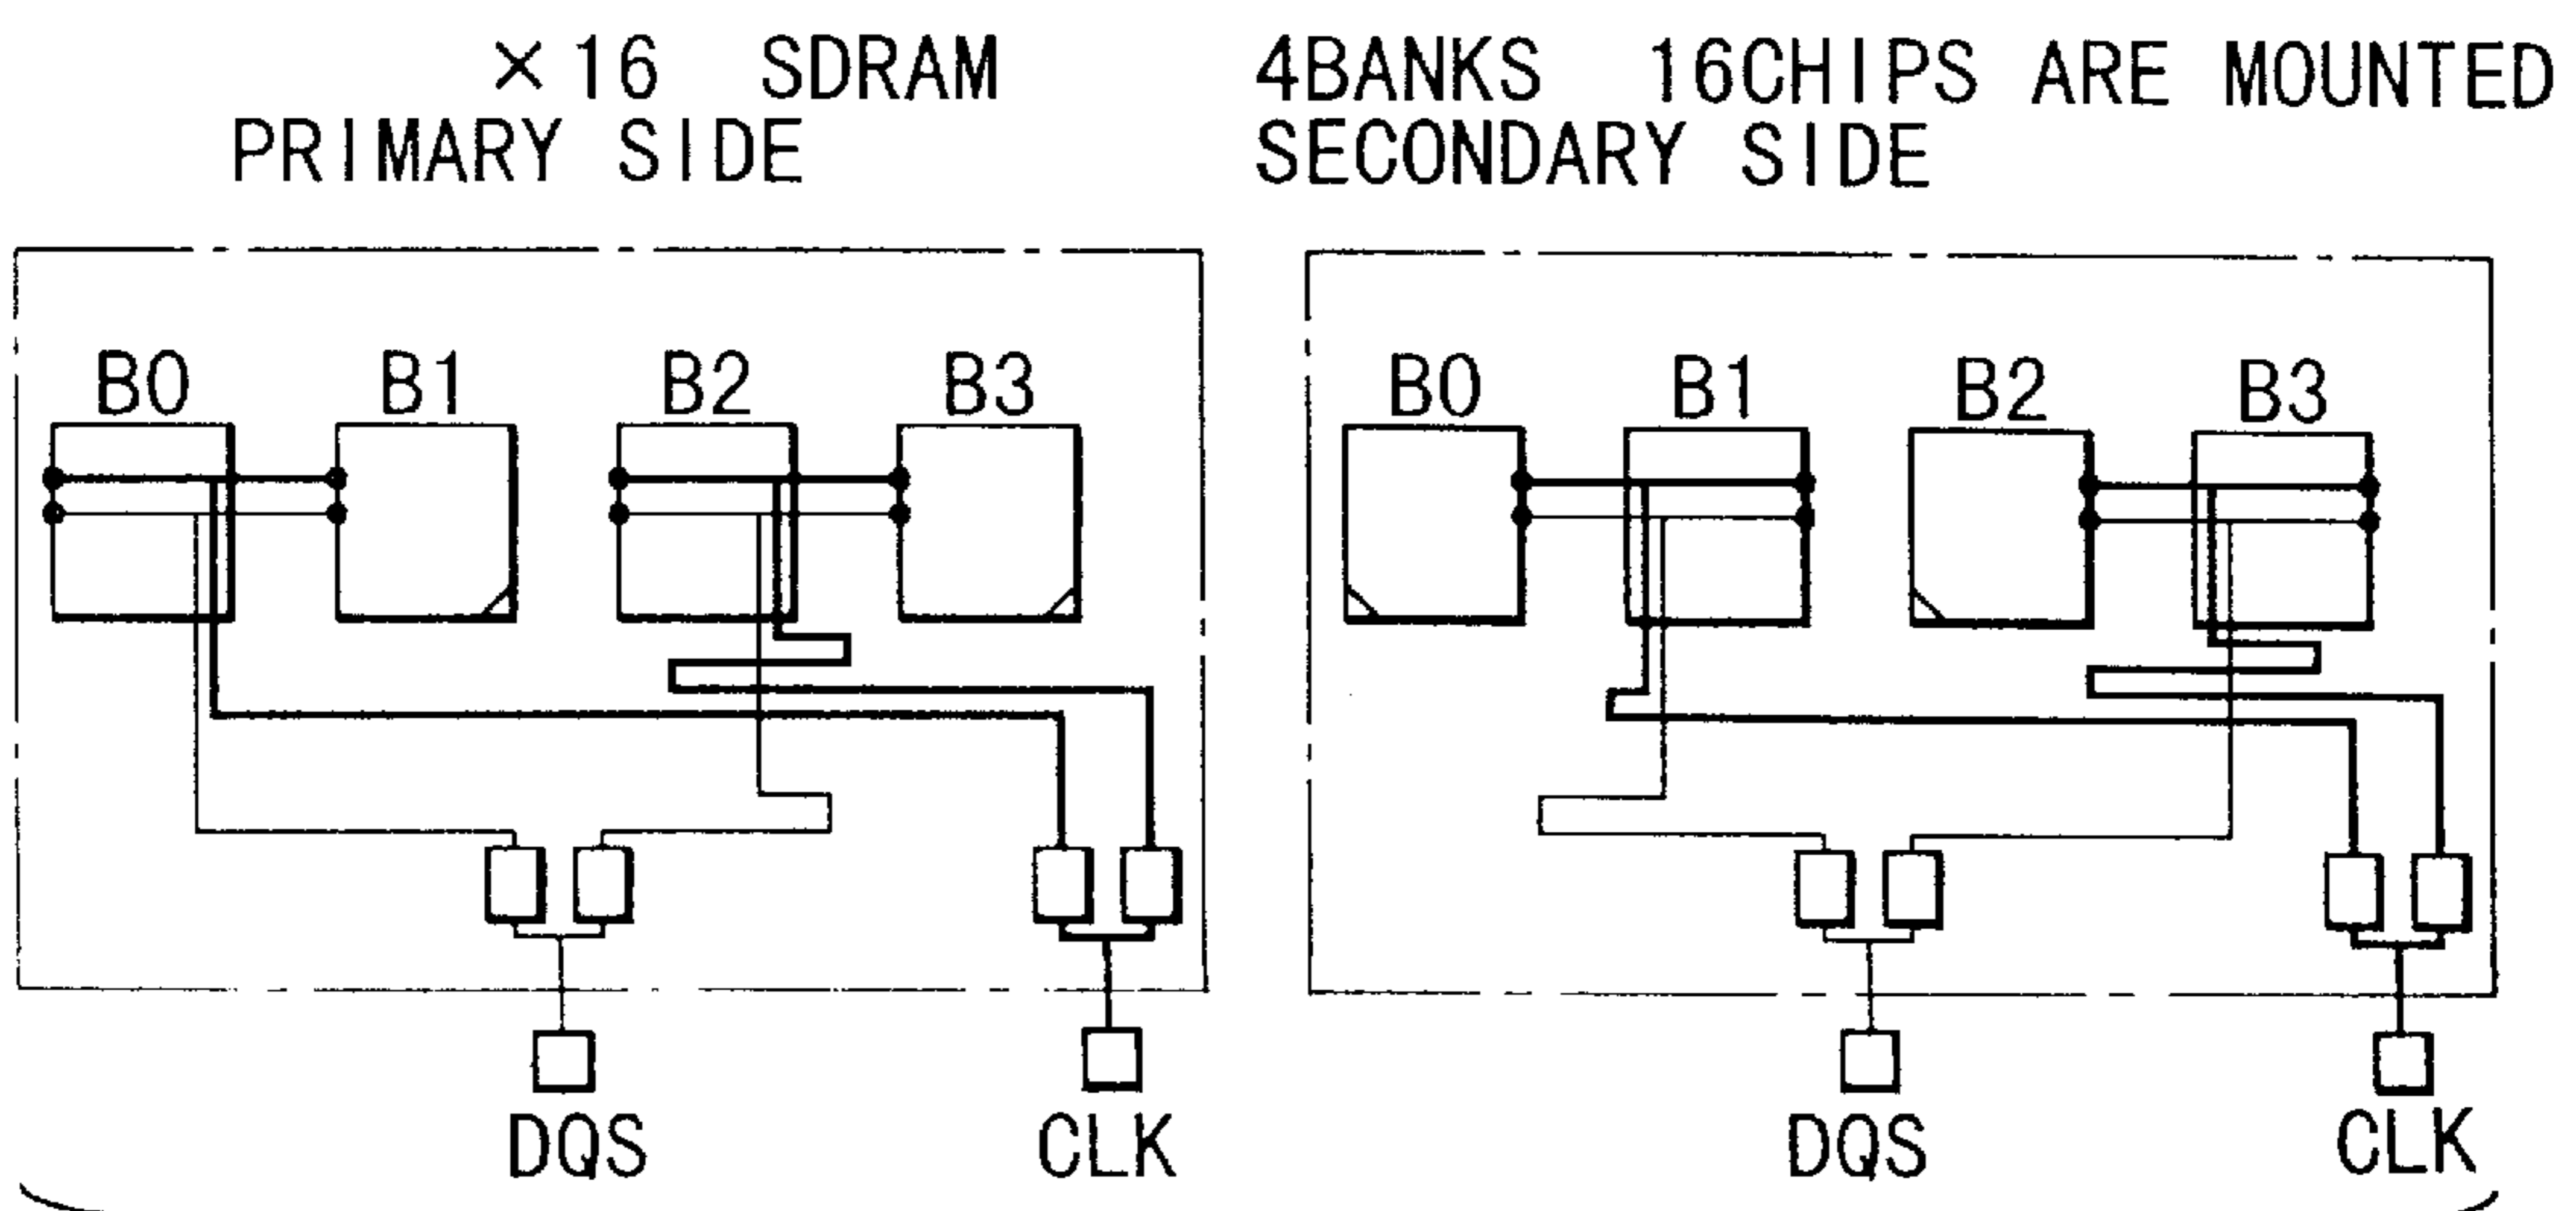 ×16 SDRAM 4BANKS 16CHIPS ARE MOUNTED
PRIMARY SIDE SECONDARY SIDE
B0 B1 B2 B3 B0 B1 B2 B3
DQS CLK DQS CLK